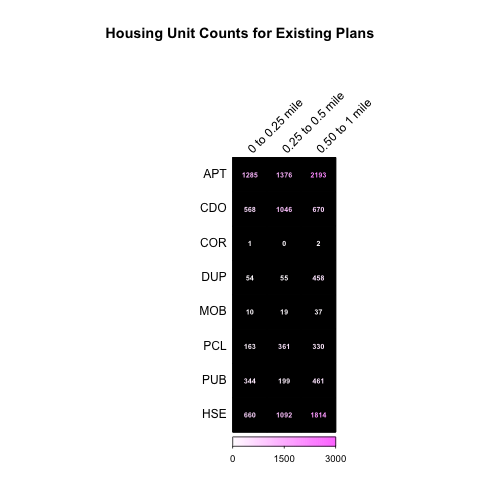 Housing Unit Counts for Existing Plans
0 to 0.25 mile
0.25 to 0.5 mile
0.50 to 1 mile
APT 1285 1376 2193
CDO 568 1046 670
COR 1 0 2
DUP 54 55 458
MOB 10 19 37
PCL 163 361 330
PUB 344 199 461
HSE 660 1092 1814
0 1500 3000